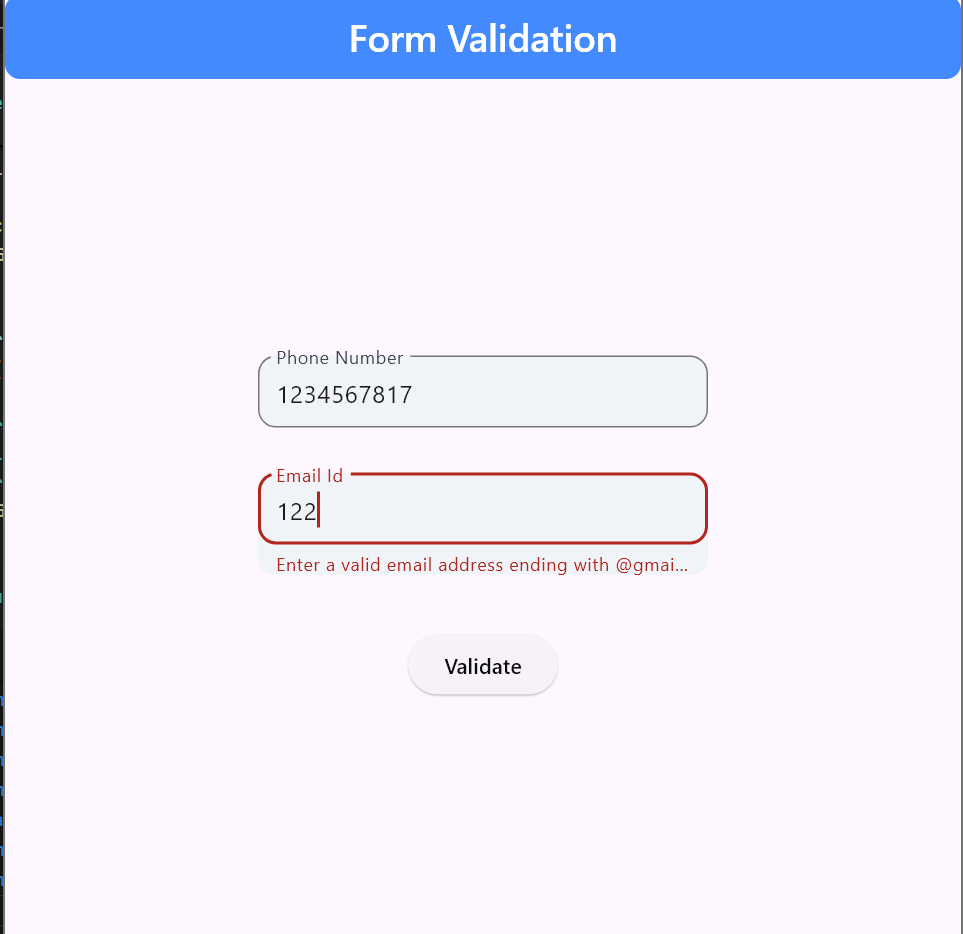 Form Validation
Phone Number
1234567817
Email Id
122
Enter a valid email address ending with @gmai...
Validate